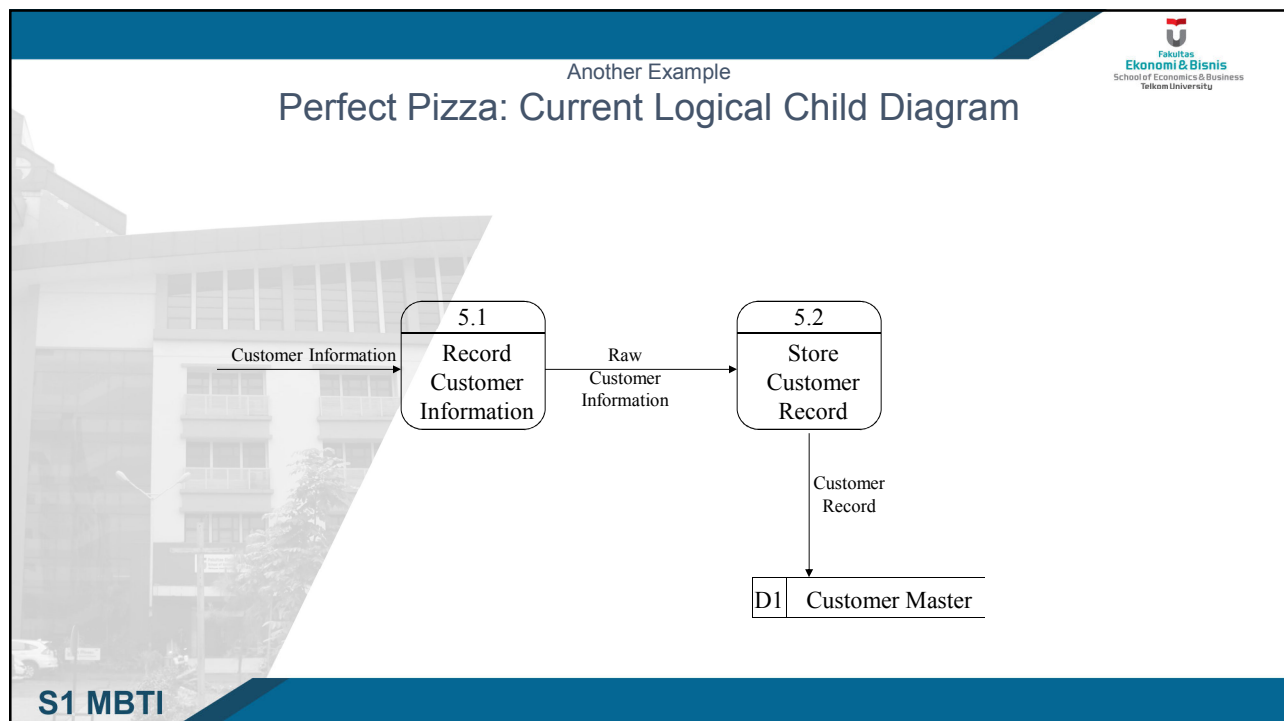 Another Example
Perfect Pizza: Current Logical Child Diagram
Fakultas
Ekonomi & Bisnis
School of Economics & Business
Telkom University
5.1
Record
Customer
Information
Customer Information
Raw
Customer
Information
5.2
Store
Customer
Record
Customer
Record
D1 Customer Master
S1 MBTI